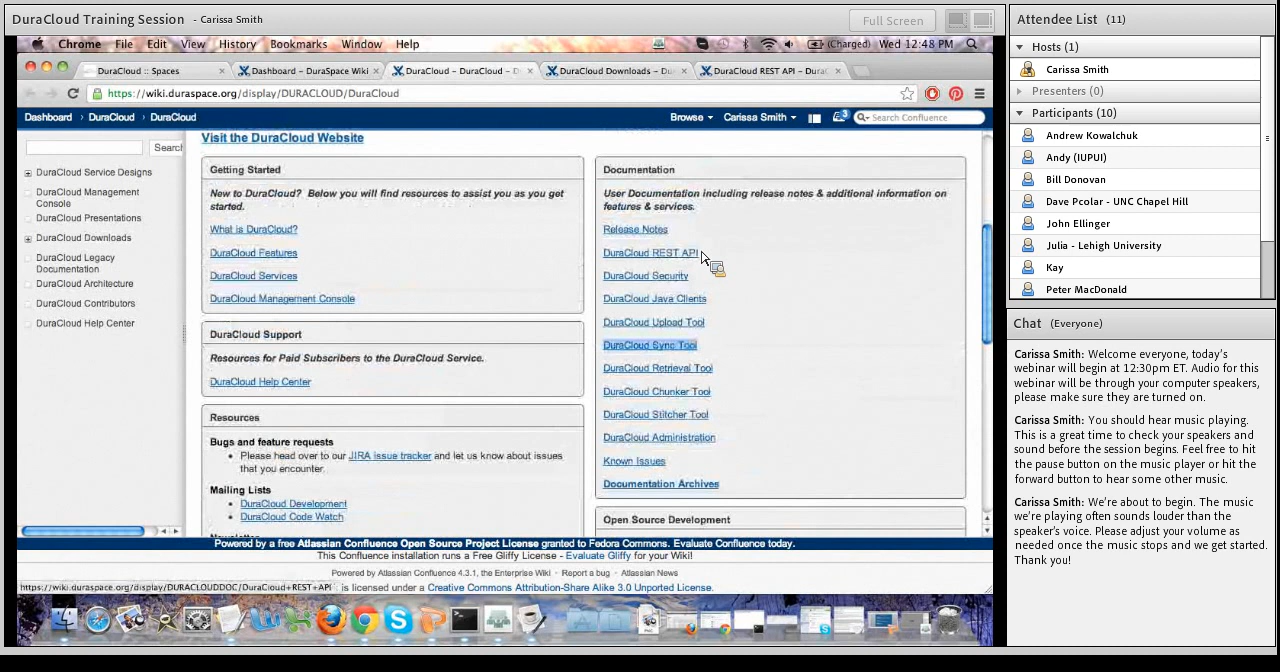 DuraCloud Training Session - Carissa Smith
Full Screen
Chrome File Edit View History Bookmarks Window Help
(Charged) Wed 12:48 PM
DuraCloud :: Spaces
Dashboard - DuraSpace Wiki
DuraCloud - DuraCloud - D
DuraCloud Downloads - Du
DuraCloud REST API - Dura
https://wiki.duraspace.org/display/DURACLOUD/DuraCloud
Dashboard › DuraCloud › DuraCloud
Browse Carissa Smith 3 Search Confluence
Search
DuraCloud Service Designs
DuraCloud Management
Console
DuraCloud Presentations
DuraCloud Downloads
DuraCloud Legacy
Documentation
DuraCloud Architecture
DuraCloud Contributors
DuraCloud Help Center
Visit the DuraCloud Website
Getting Started
New to DuraCloud? Below you will find resources to assist you as you get
started.
What is DuraCloud?
DuraCloud Features
DuraCloud Services
DuraCloud Management Console
DuraCloud Support
Resources for Paid Subscribers to the DuraCloud Service.
DuraCloud Help Center
Resources
Bugs and feature requests
• Please head over to our JIRA issue tracker and let us know about issues
that you encounter.
Mailing Lists
• DuraCloud Development
• DuraCloud Code Watch
Documentation
User Documentation including release notes & additional information on
features & services.
Release Notes
DuraCloud REST API
DuraCloud Security
DuraCloud Java Clients
DuraCloud Upload Tool
DuraCloud Sync Tool
DuraCloud Retrieval Tool
DuraCloud Chunker Tool
DuraCloud Stitcher Tool
DuraCloud Administration
Known Issues
Documentation Archives
Open Source Development
Powered by a free Atlassian Confluence Open Source Project License granted to Fedora Commons. Evaluate Confluence today.
This Confluence installation runs a Free Gliffy License - Evaluate Gliffy for your Wiki!
Powered by Atlassian Confluence 4.3.1, the Enterprise Wiki · Report a bug · Atlassian News
https://wiki.duraspace.org/display/DURACLOUDDOC/DuraCloud+REST+API is licensed under a Creative Commons Attribution-Share Alike 3.0 Unported License.
Attendee List (11)
Hosts (1)
Carissa Smith
Presenters (0)
Participants (10)
Andrew Kowalchuk
Andy (IUPUI)
Bill Donovan
Dave Pcolar - UNC Chapel Hill
John Ellinger
Julia - Lehigh University
Kay
Peter MacDonald
Chat (Everyone)
Carissa Smith: Welcome everyone, today's
webinar will begin at 12:30pm ET. Audio for this
webinar will be through your computer speakers,
please make sure they are turned on.
Carissa Smith: You should hear music playing.
This is a great time to check your speakers and
sound before the session begins. Feel free to hit
the pause button on the music player or hit the
forward button to hear some other music.
Carissa Smith: We're about to begin. The music
we're playing often sounds louder than the
speaker's voice. Please adjust your volume as
needed once the music stops and we get started.
Thank you!